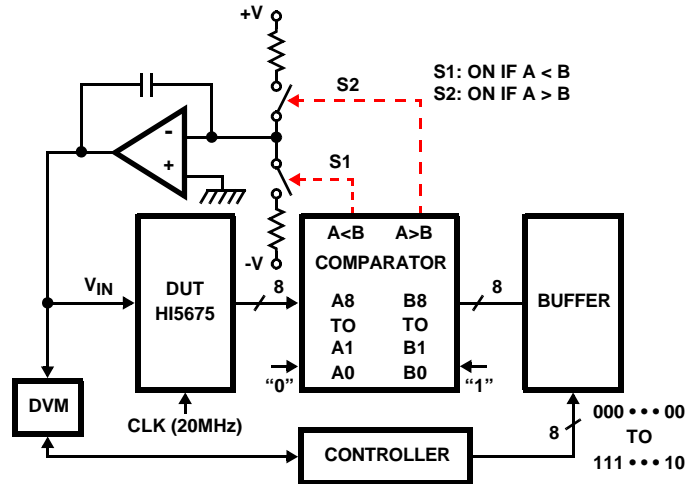 +V
S2
S1: ON IF A < B
S2: ON IF A > B
-
+
S1
-V
A<B A>B
COMPARATOR
VIN
DUT
HI5675
8
A8 B8
TO TO
A1 B1
A0 B0
8
BUFFER
"0"
"1"
DVM
CLK (20MHz)
CONTROLLER
8
000 • • • 00
TO
111 • • • 10